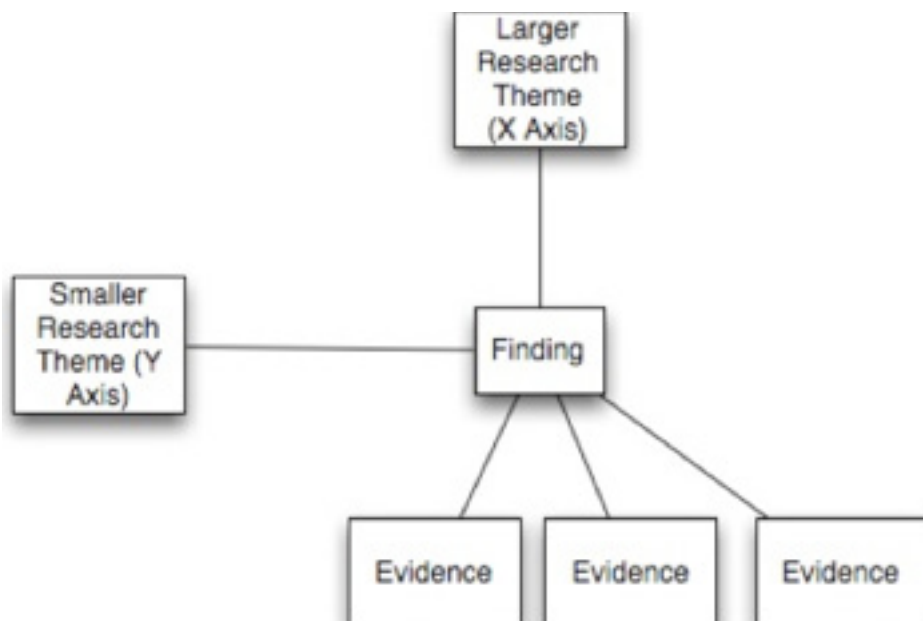 Larger
Research
Theme
(X Axis)
Smaller
Research
Theme (Y
Axis)
Finding
Evidence
Evidence
Evidence